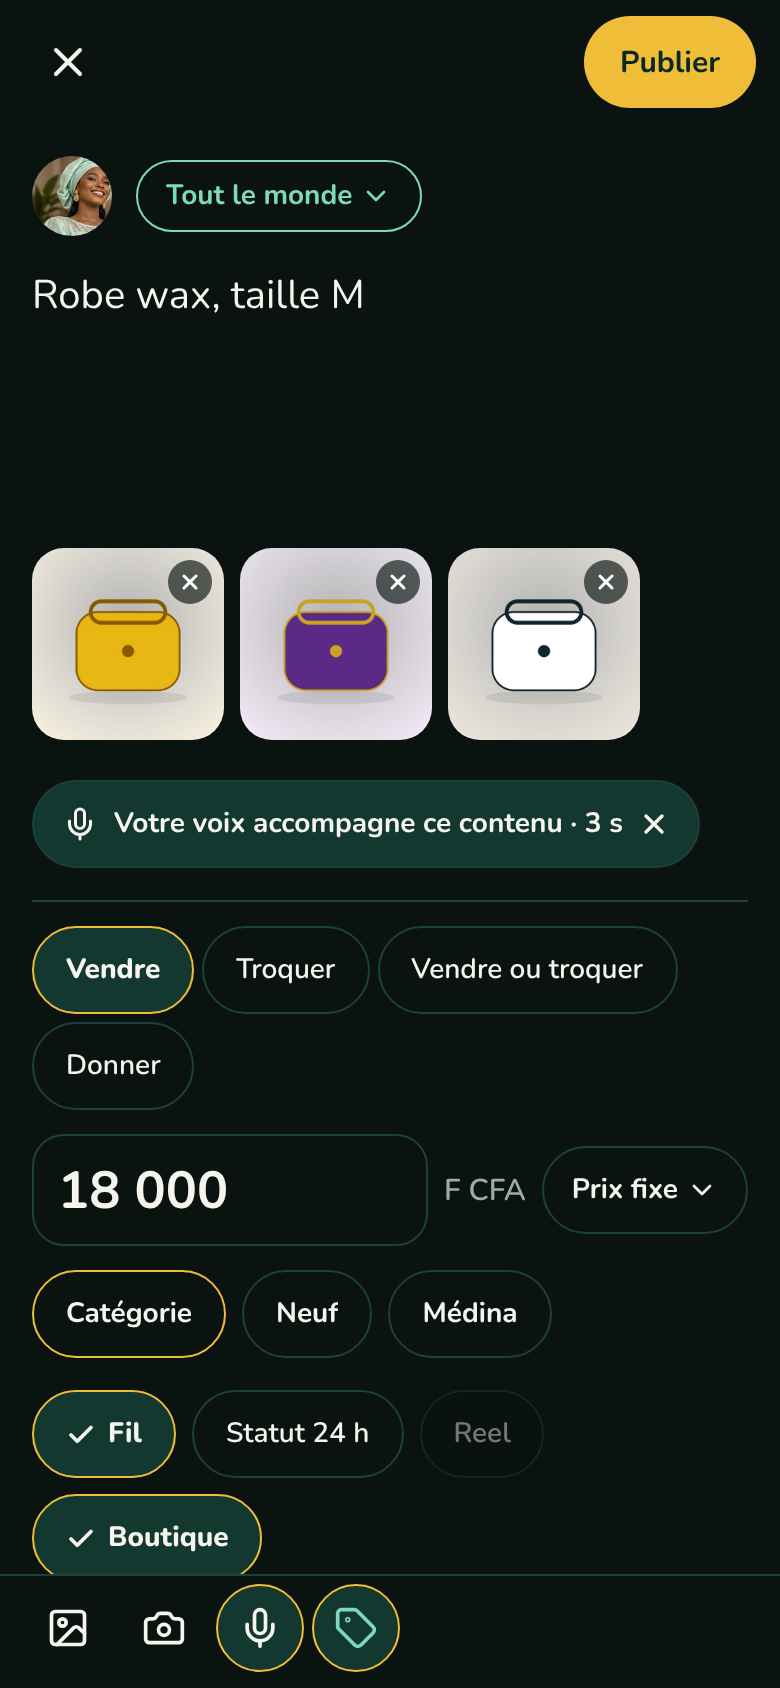 Publier
Tout le monde
Robe wax, taille M
Votre voix accompagne ce contenu · 3 s
Vendre
Troquer
Vendre ou troquer
Donner
18 000
F CFA
Prix fixe
Catégorie
Neuf
Médina
Fil
Statut 24 h
Reel
Boutique